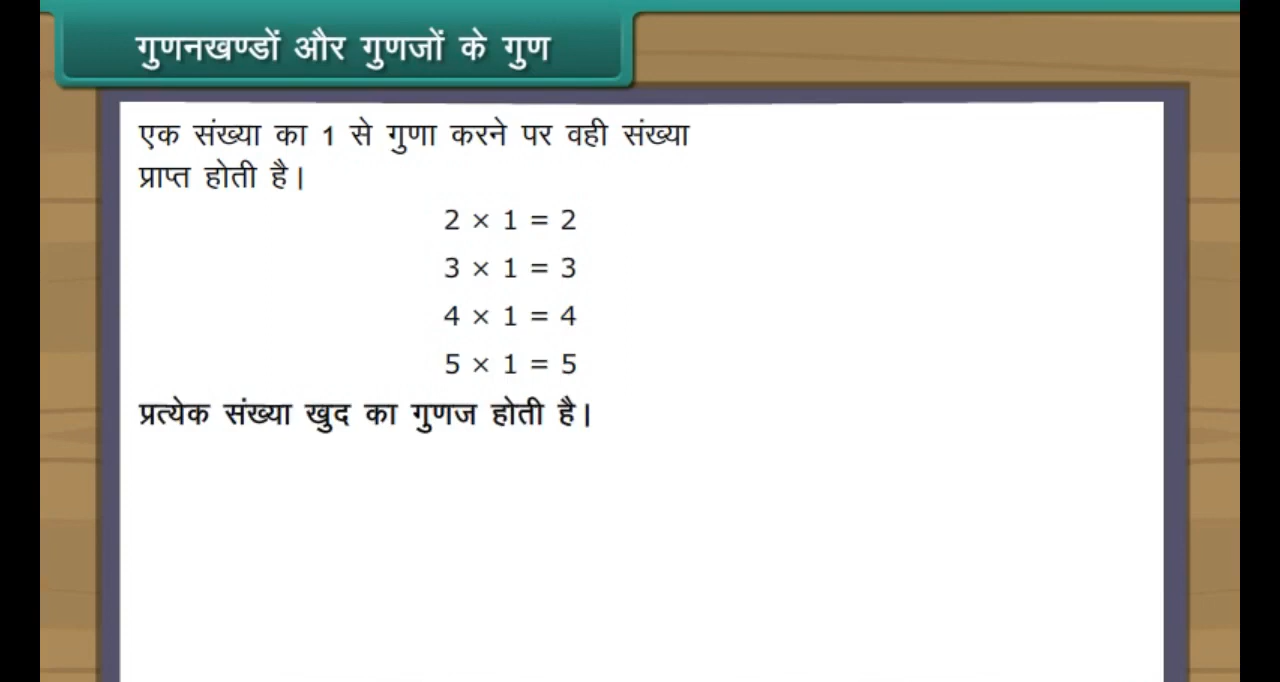 गुणनखण्डों और गुणजों के गुण
एक संख्या का 1 से गुणा करने पर वही संख्या
प्राप्त होती है।
2 × 1 = 2
3 × 1 = 3
4 × 1 = 4
5 × 1 = 5
प्रत्येक संख्या खुद का गुणज होती है।